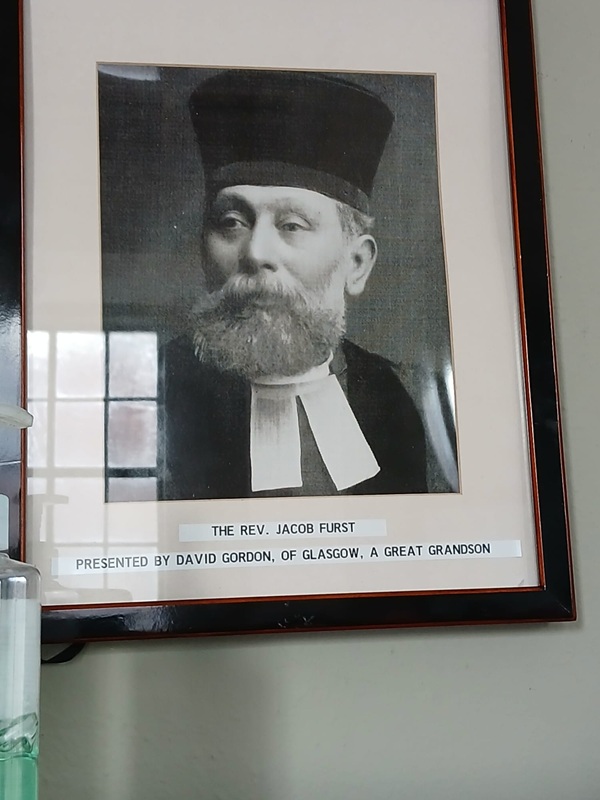 THE REV. JACOB FURST
PRESENTED BY DAVID GORDON, OF GLASGOW, A GREAT GRANDSON